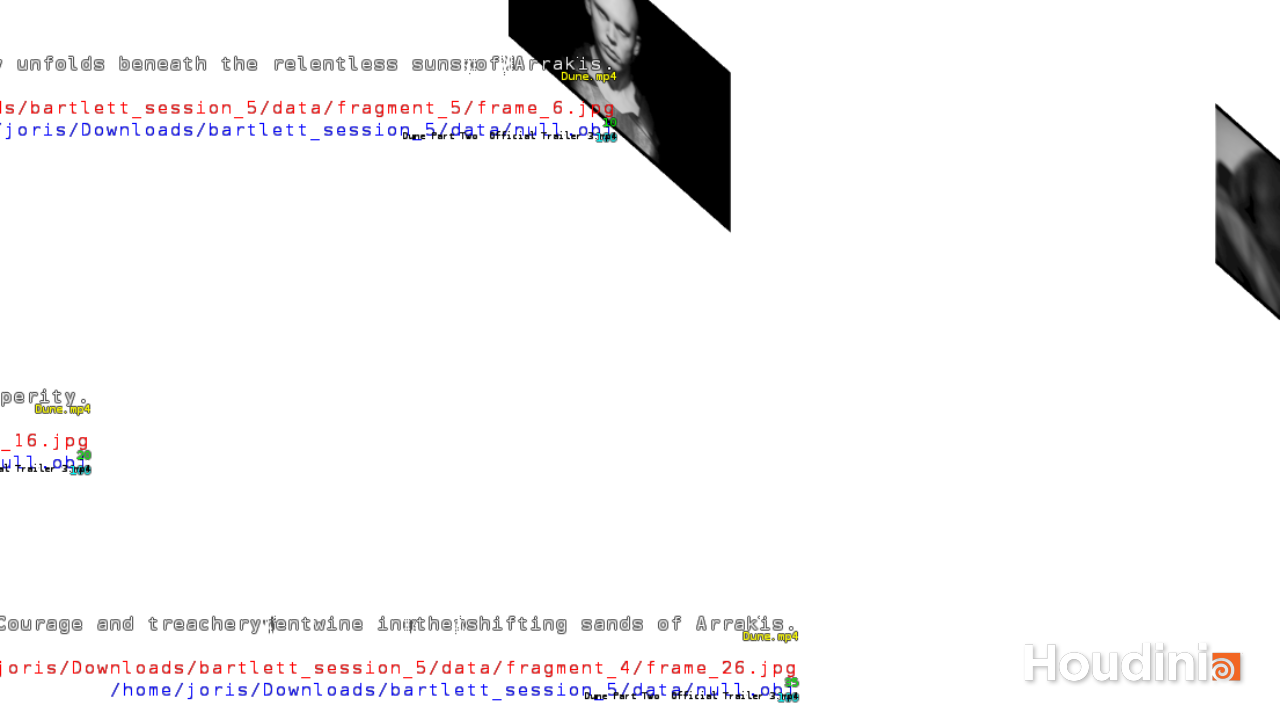 unfolds beneath the relentless suns of Arrakis.
Dune.mp4
ls/bartlett_session_5/data/fragment_5/frame_6.jpg
10
/joris/Downloads/bartlett_session_5/data/null.obj
Dune Part Two Official Trailer 3.mp4
perity.
Dune.mp4
_16.jpg
20
ull.obj
al Trailer 3.mp4
Courage and treachery entwine in the shifting sands of Arrakis.
Dune.mp4
joris/Downloads/bartlett_session_5/data/fragment_4/frame_26.jpg
/home/joris/Downloads/bartlett_session_5/data/null.obj
Dune Part Two Official Trailer 3.mp4
Houdini